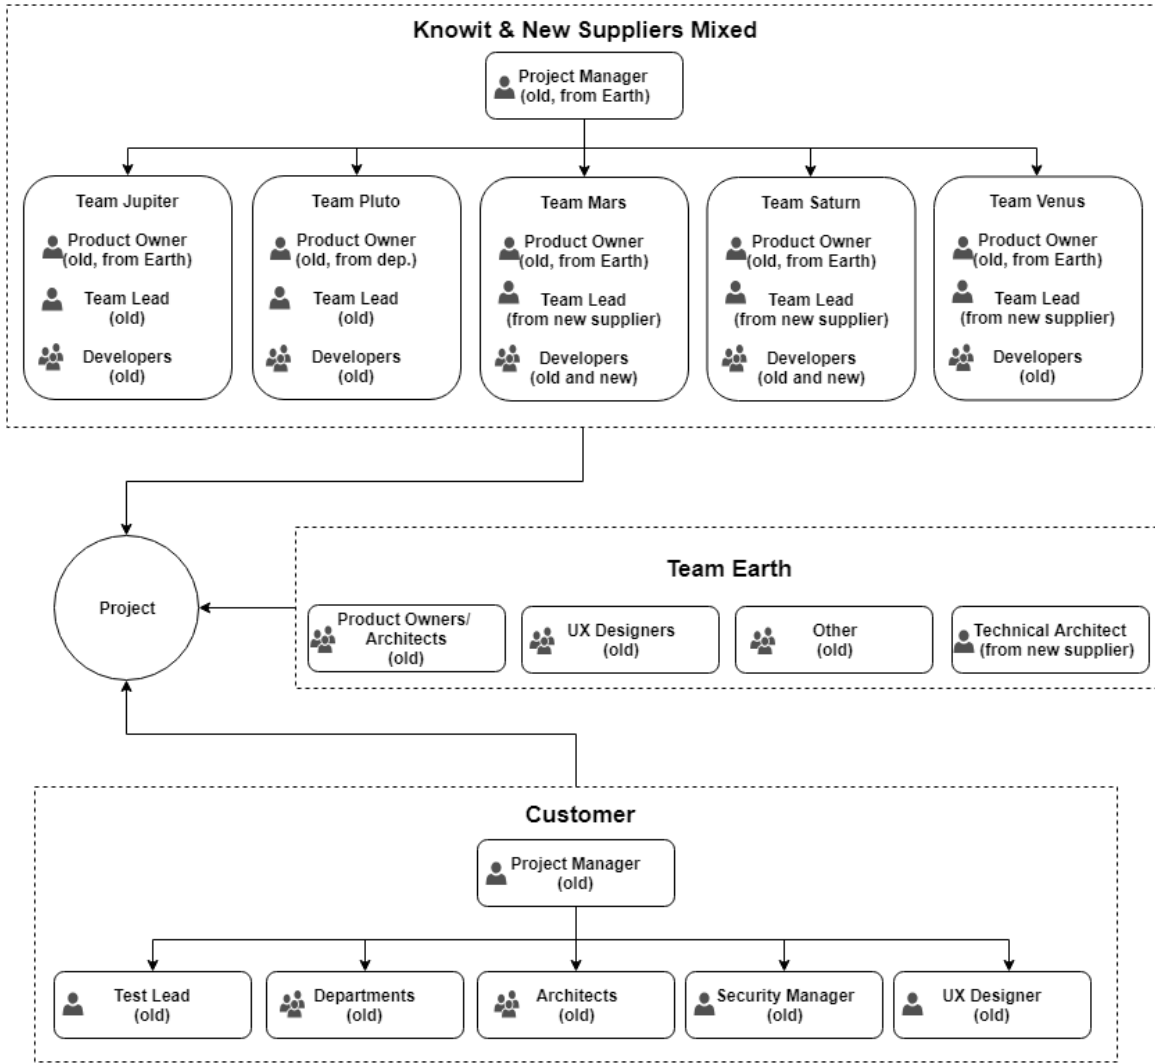 Knowit & New Suppliers Mixed
Project Manager
(old, from Earth)
Team Jupiter
Product Owner
(old, from Earth)
Team Lead
(old)
Developers
(old)
Team Pluto
Product Owner
(old, from dep.)
Team Lead
(old)
Developers
(old)
Team Mars
Product Owner
(old, from Earth)
Team Lead
(from new supplier)
Developers
(old and new)
Team Saturn
Product Owner
(old, from Earth)
Team Lead
(from new supplier)
Developers
(old and new)
Team Venus
Product Owner
(old, from Earth)
Team Lead
(from new supplier)
Developers
(old)
Project
Team Earth
Product Owners/
Architects
(old)
UX Designers
(old)
Other
(old)
Technical Architect
(from new supplier)
Customer
Project Manager
(old)
Test Lead
(old)
Departments
(old)
Architects
(old)
Security Manager
(old)
UX Designer
(old)